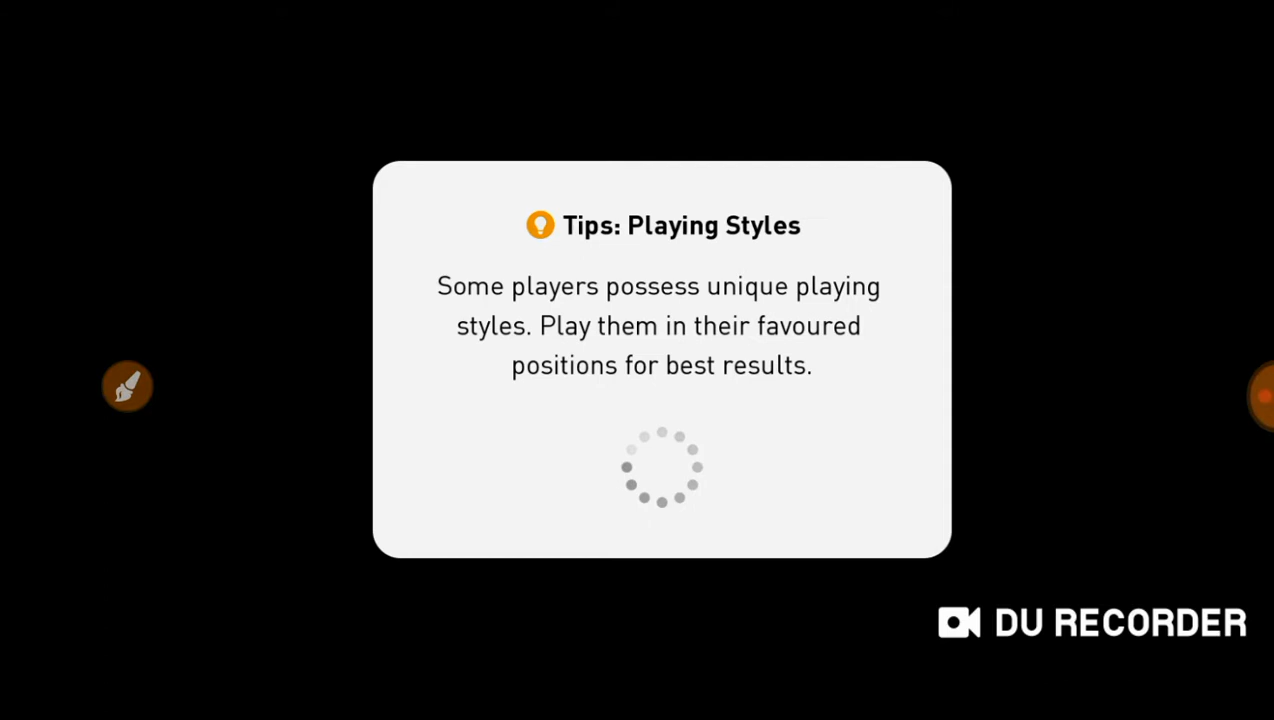 Tips: Playing Styles
Some players possess unique playing
styles. Play them in their favoured
positions for best results.
DU RECORDER